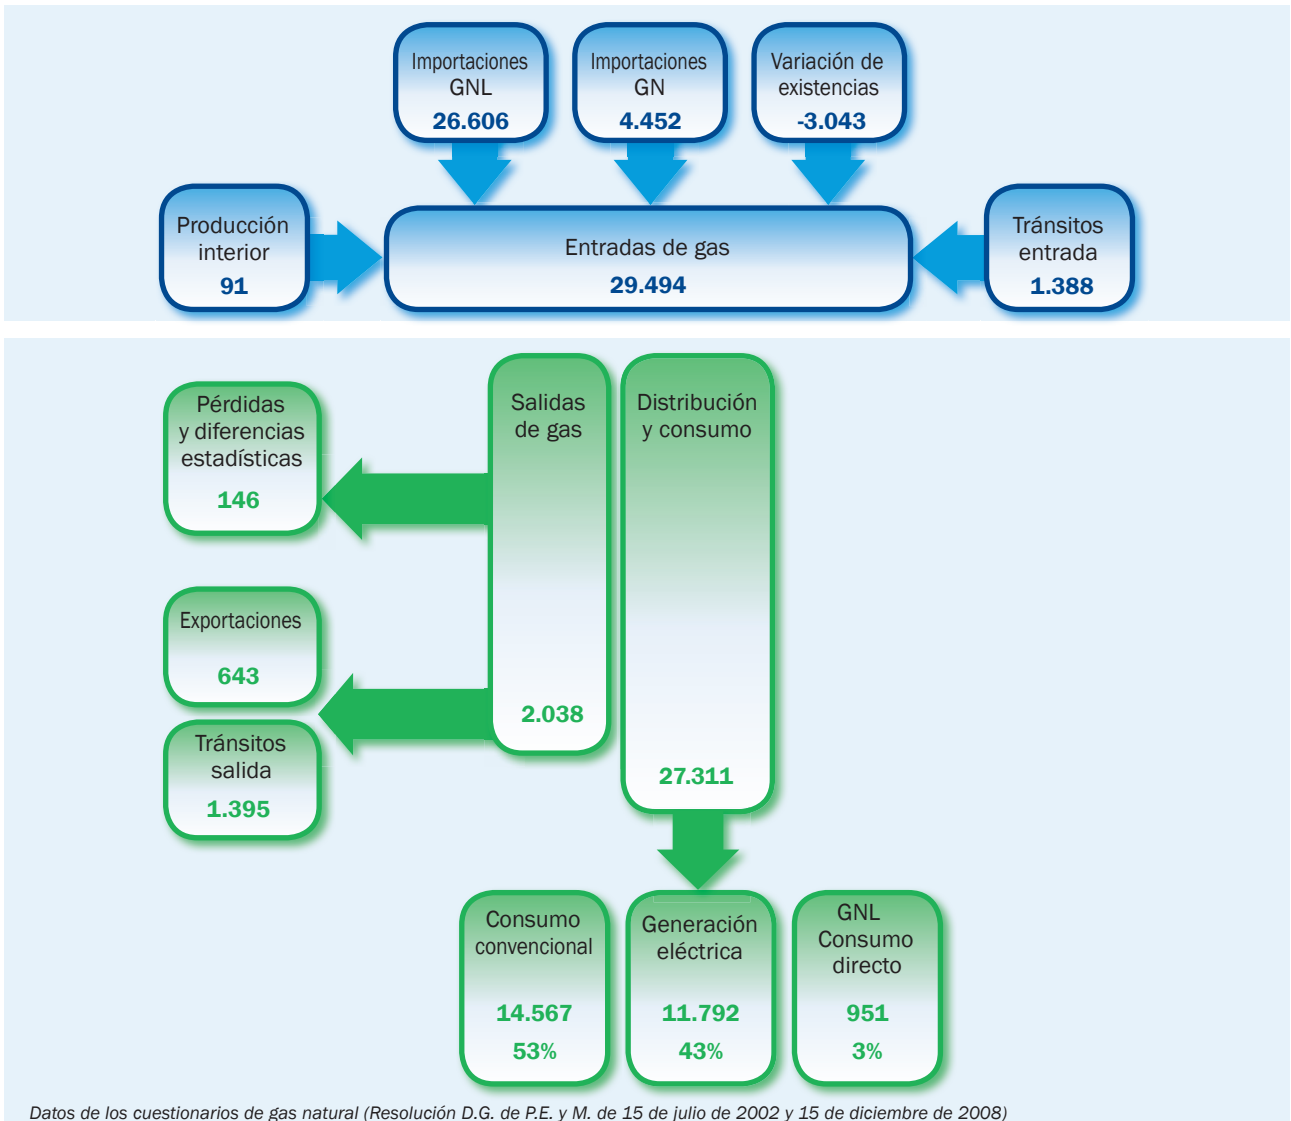 Importaciones
GNL
26.606
Importaciones
GN
4.452
Variación de
existencias
-3.043
Producción
interior
91
Entradas de gas
29.494
Tránsitos
entrada
1.388
Pérdidas
y diferencias
estadísticas
146
Salidas
de gas
2.038
Distribución
y consumo
27.311
Exportaciones
643
Tránsitos
salida
1.395
Consumo
convencional
14.567
53%
Generación
eléctrica
11.792
43%
GNL
Consumo
directo
951
3%
Datos de los cuestionarios de gas natural (Resolución D.G. de P.E. y M. de 15 de julio de 2002 y 15 de diciembre de 2008)